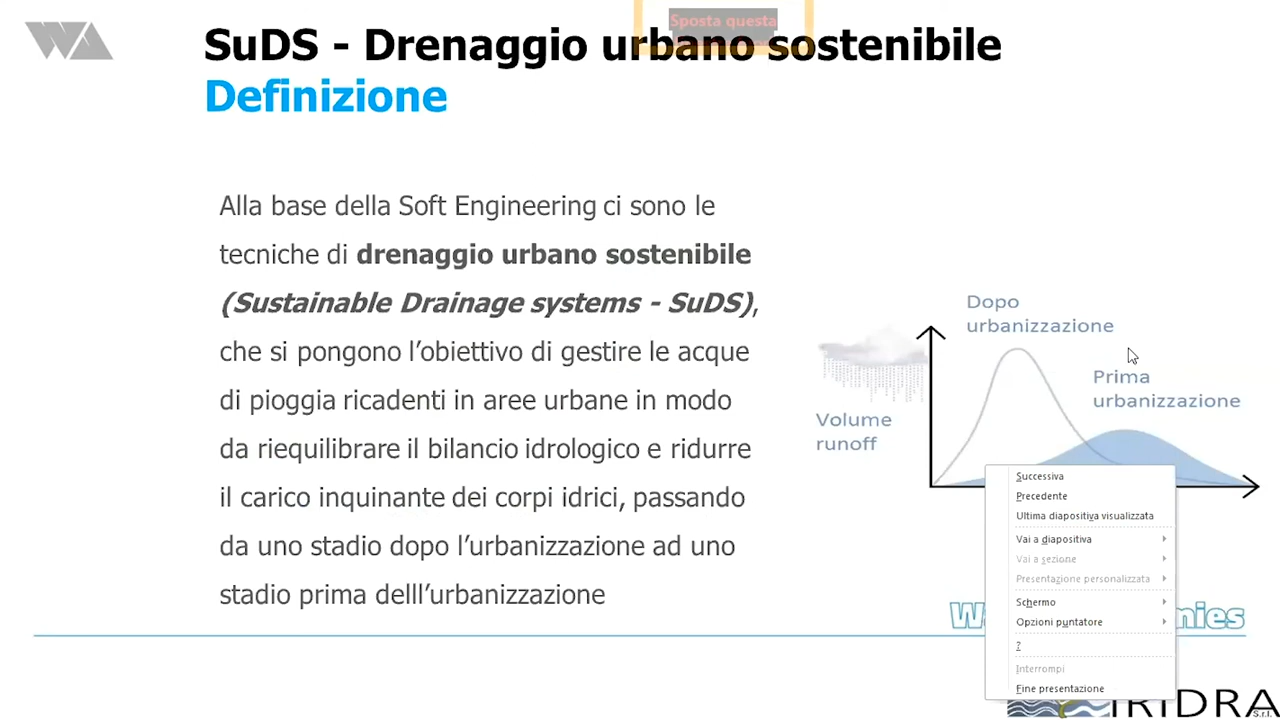 WA
Sposta questa
SuDS - Drenaggio urbano sostenibile
Definizione
Alla base della Soft Engineering ci sono le
tecniche di drenaggio urbano sostenibile
(Sustainable Drainage systems - SuDS),
che si pongono l’obiettivo di gestire le acque
di pioggia ricadenti in aree urbane in modo
da riequilibrare il bilancio idrologico e ridurre
il carico inquinante dei corpi idrici, passando
da uno stadio dopo l’urbanizzazione ad uno
stadio prima delll’urbanizzazione
Dopo
urbanizzazione
Prima
urbanizzazione
Volume
runoff
Successiva
Precedente
Ultima diapositiva visualizzata
Vai a diapositiva
Vai a sezione
Presentazione personalizzata
Schermo
Opzioni puntatore
?
Interrompi
Fine presentazione
IRIDRA
S.r.l.